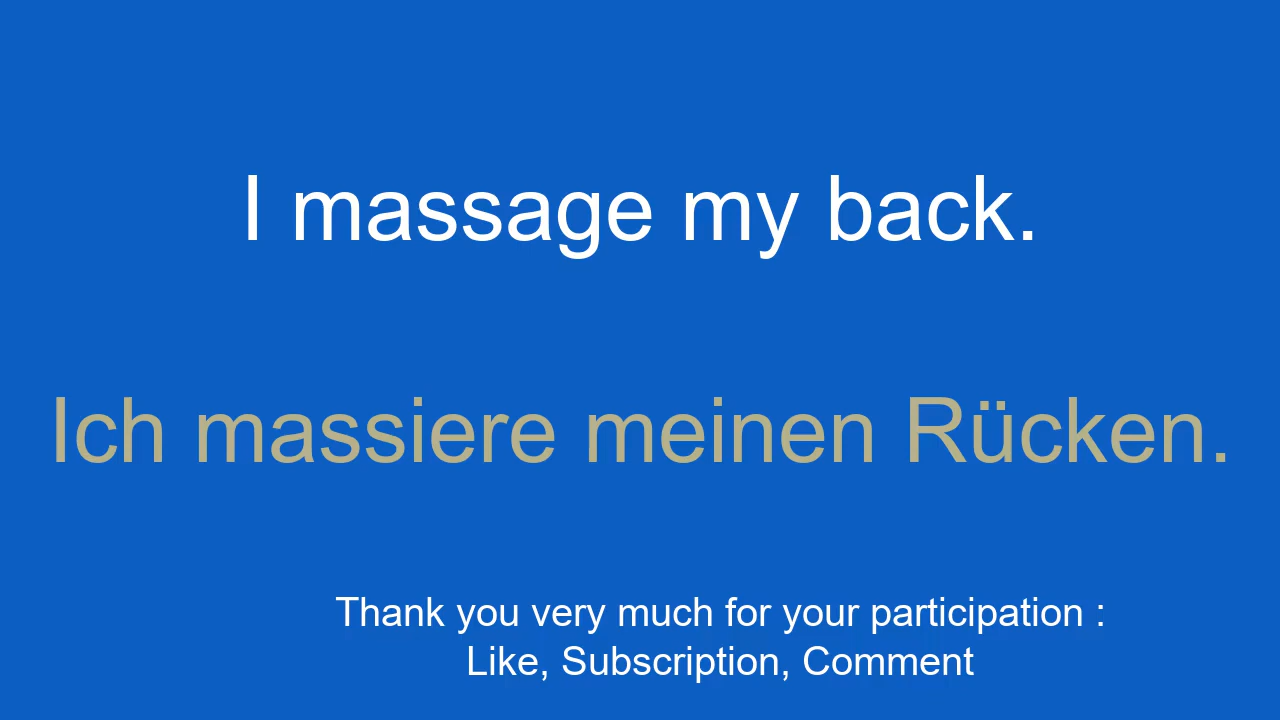 I massage my back.
Ich massiere meinen Rücken.
Thank you very much for your participation :
Like, Subscription, Comment